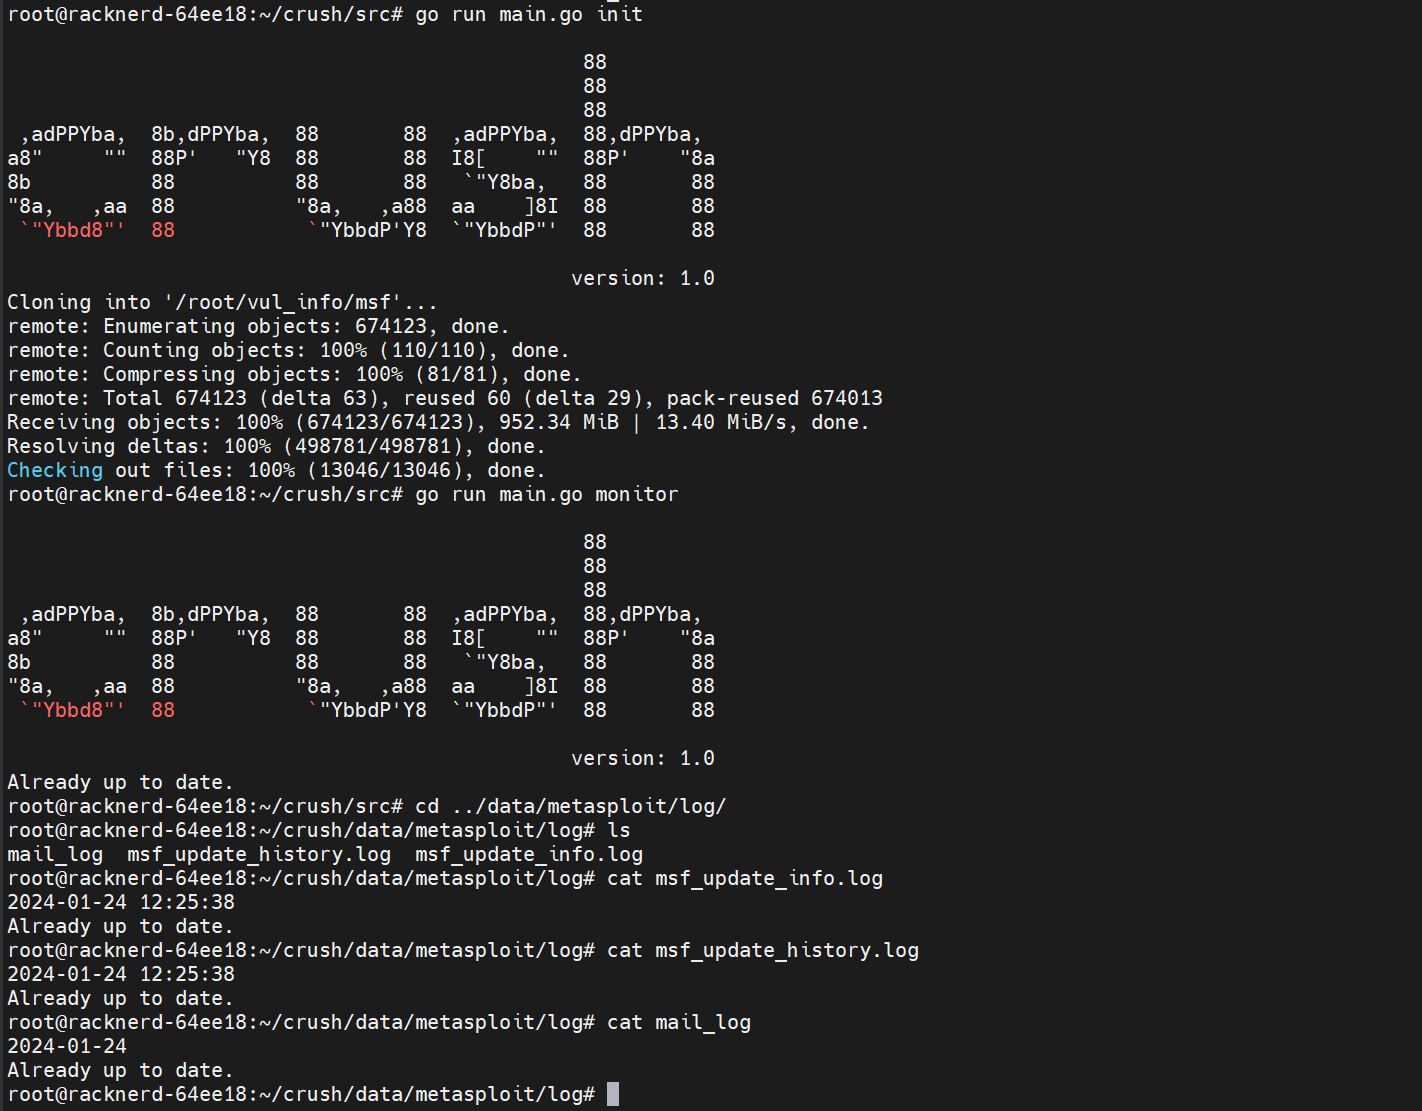 root@racknerd-64ee18:~/crush/src# go run main.go init
                                                88
                                                88
                                                88
 ,adPPYba,  8b,dPPYba,  88       88  ,adPPYba,  88,dPPYba,
a8"     ""  88P'   "Y8  88       88  I8[    ""  88P'    "8a
8b          88          88       88   `"Y8ba,   88       88
"8a,   ,aa  88          "8a,   ,a88  aa    ]8I  88       88
 `"Ybbd8"'  88           `"YbbdP'Y8  `"YbbdP"'  88       88
                                               version: 1.0
Cloning into '/root/vul_info/msf'...
remote: Enumerating objects: 674123, done.
remote: Counting objects: 100% (110/110), done.
remote: Compressing objects: 100% (81/81), done.
remote: Total 674123 (delta 63), reused 60 (delta 29), pack-reused 674013
Receiving objects: 100% (674123/674123), 952.34 MiB | 13.40 MiB/s, done.
Resolving deltas: 100% (498781/498781), done.
Checking out files: 100% (13046/13046), done.
root@racknerd-64ee18:~/crush/src# go run main.go monitor
                                                88
                                                88
                                                88
 ,adPPYba,  8b,dPPYba,  88       88  ,adPPYba,  88,dPPYba,
a8"     ""  88P'   "Y8  88       88  I8[    ""  88P'    "8a
8b          88          88       88   `"Y8ba,   88       88
"8a,   ,aa  88          "8a,   ,a88  aa    ]8I  88       88
 `"Ybbd8"'  88           `"YbbdP'Y8  `"YbbdP"'  88       88
                                               version: 1.0
Already up to date.
root@racknerd-64ee18:~/crush/src# cd ../data/metasploit/log/
root@racknerd-64ee18:~/crush/data/metasploit/log# ls
mail_log  msf_update_history.log  msf_update_info.log
root@racknerd-64ee18:~/crush/data/metasploit/log# cat msf_update_info.log
2024-01-24 12:25:38
Already up to date.
root@racknerd-64ee18:~/crush/data/metasploit/log# cat msf_update_history.log
2024-01-24 12:25:38
Already up to date.
root@racknerd-64ee18:~/crush/data/metasploit/log# cat mail_log
2024-01-24
Already up to date.
root@racknerd-64ee18:~/crush/data/metasploit/log#